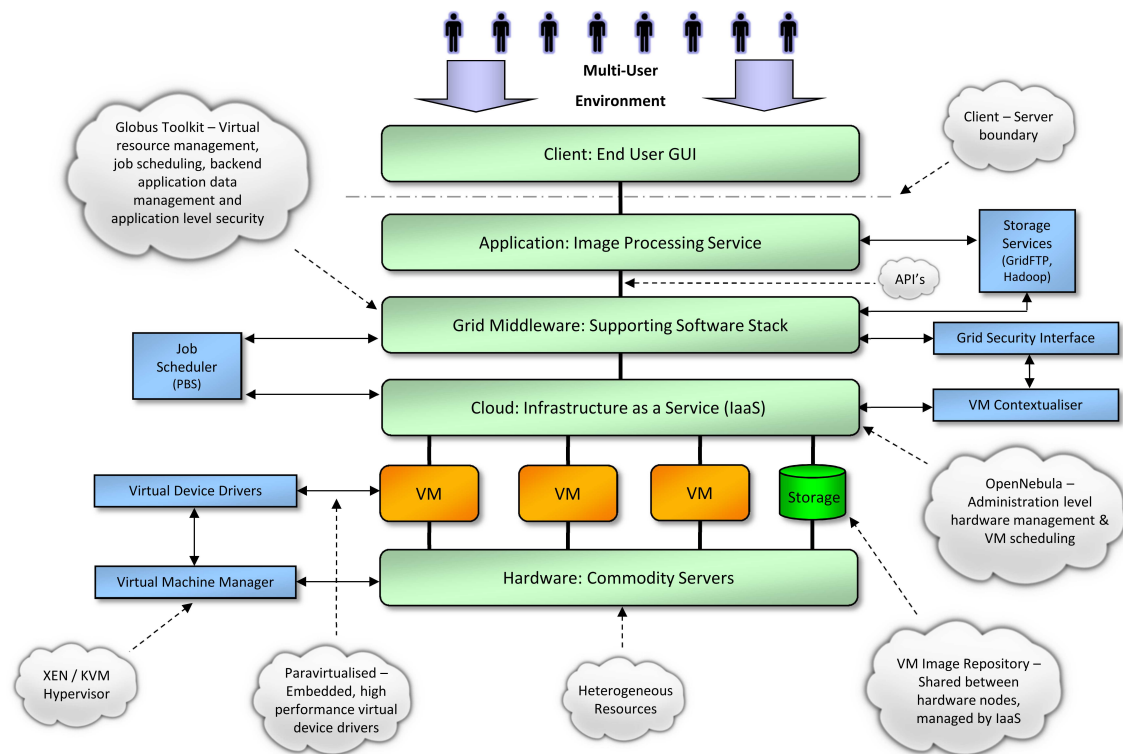 Multi-User
Environment
Globus Toolkit – Virtual
resource management,
job scheduling, backend
application data
management and
application level security
Client – Server
boundary
Client: End User GUI
Application: Image Processing Service
Storage
Services
(GridFTP,
Hadoop)
API's
Grid Middleware: Supporting Software Stack
Grid Security Interface
Job
Scheduler
(PBS)
Cloud: Infrastructure as a Service (IaaS)
VM Contextualiser
Virtual Device Drivers
VM
VM
VM
Storage
OpenNebula –
Administration level
hardware management &
VM scheduling
Virtual Machine Manager
Hardware: Commodity Servers
XEN / KVM
Hypervisor
Paravirtualised –
Embedded, high
performance virtual
device drivers
Heterogeneous
Resources
VM Image Repository –
Shared between
hardware nodes,
managed by IaaS